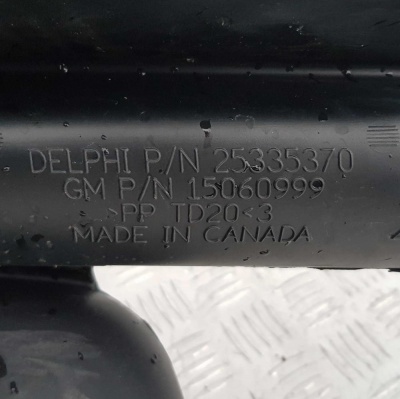 DELPHI P/N 25335370
GM P/N 15060999
>PP TD20<3
MADE IN CANADA